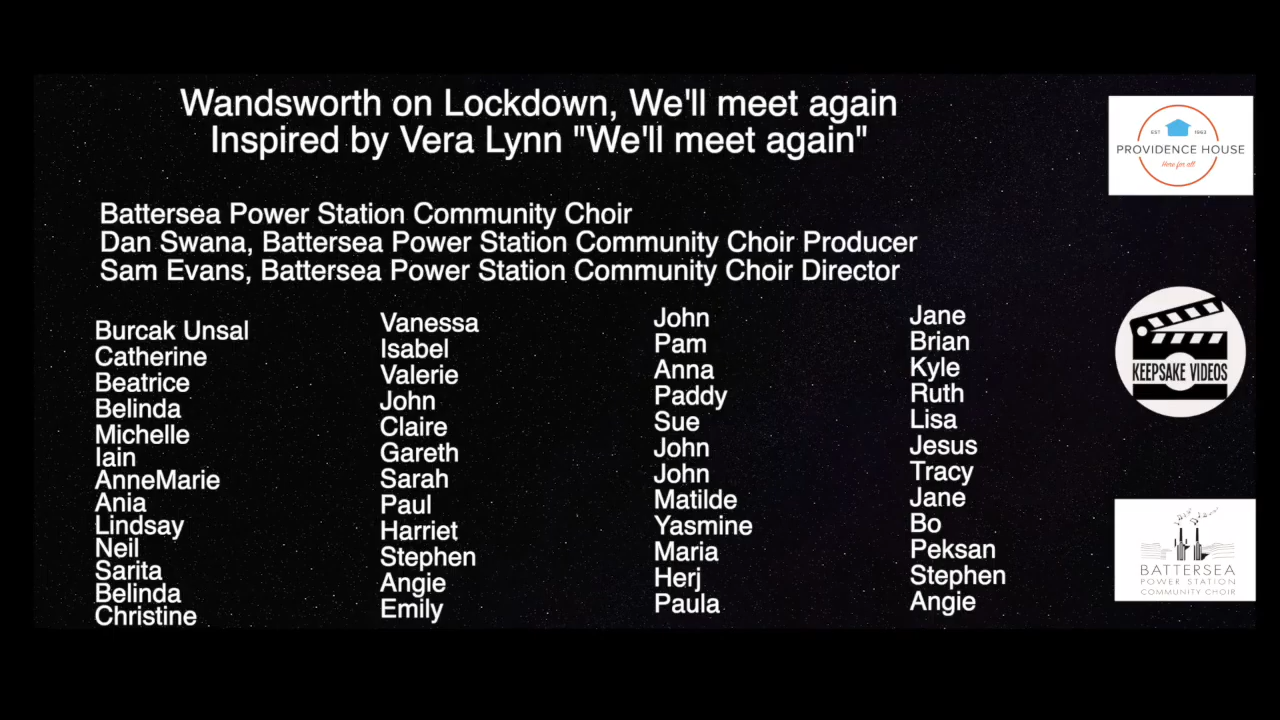 Wandsworth on Lockdown, We'll meet again
Inspired by Vera Lynn "We'll meet again"
Battersea Power Station Community Choir
Dan Swana, Battersea Power Station Community Choir Producer
Sam Evans, Battersea Power Station Community Choir Director
Burcak Unsal
Catherine
Beatrice
Belinda
Michelle
Iain
AnneMarie
Ania
Lindsay
Neil
Sarita
Belinda
Christine
Vanessa
Isabel
Valerie
John
Claire
Gareth
Sarah
Paul
Harriet
Stephen
Angie
Emily
John
Pam
Anna
Paddy
Sue
John
John
Matilde
Yasmine
Maria
Herj
Paula
Jane
Brian
Kyle
Ruth
Lisa
Jesus
Tracy
Jane
Bo
Peksan
Stephen
Angie
EST 1963
PROVIDENCE HOUSE
Here for all
KEEPSAKE VIDEOS
BATTERSEA
POWER STATION
COMMUNITY CHOIR